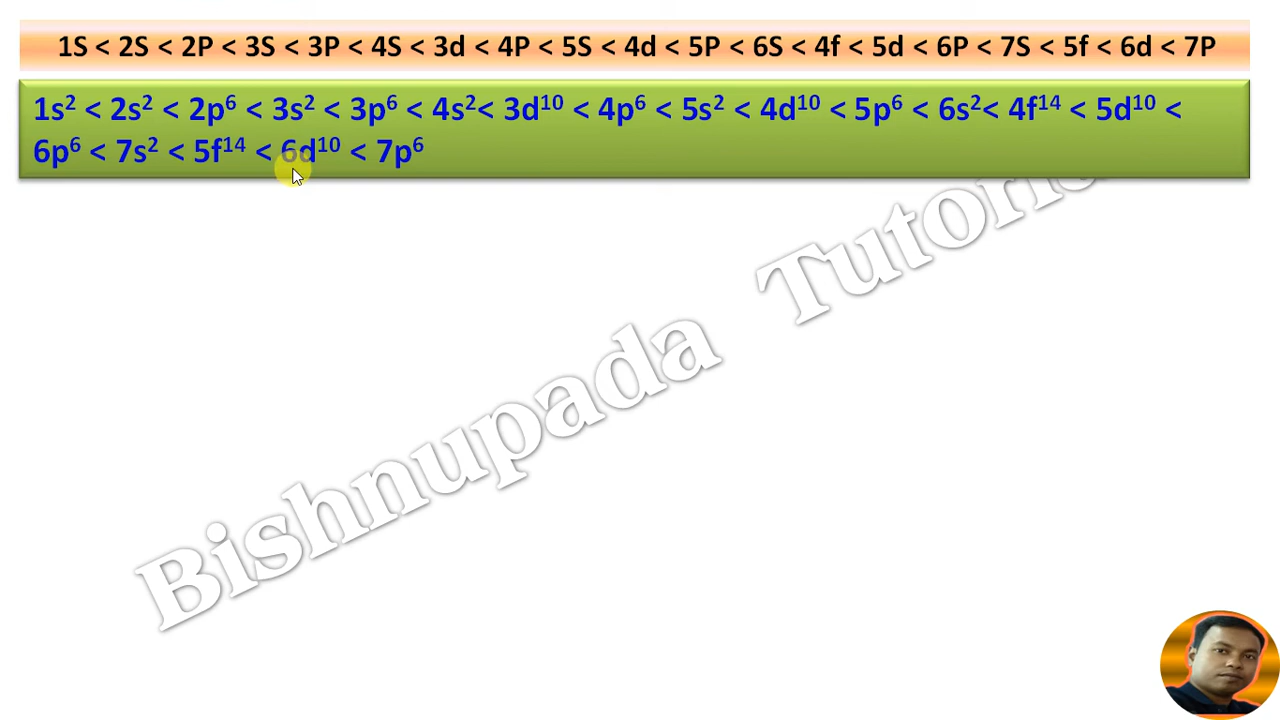 1S < 2S < 2P < 3S < 3P < 4S < 3d < 4P < 5S < 4d < 5P < 6S < 4f < 5d < 6P < 7S < 5f < 6d < 7P
1s² < 2s² < 2p⁶ < 3s² < 3p⁶ < 4s²< 3d¹⁰ < 4p⁶ < 5s² < 4d¹⁰ < 5p⁶ < 6s²< 4f¹⁴ < 5d¹⁰ <
6p⁶ < 7s² < 5f¹⁴ < 6d¹⁰ < 7p⁶
Bishnupada